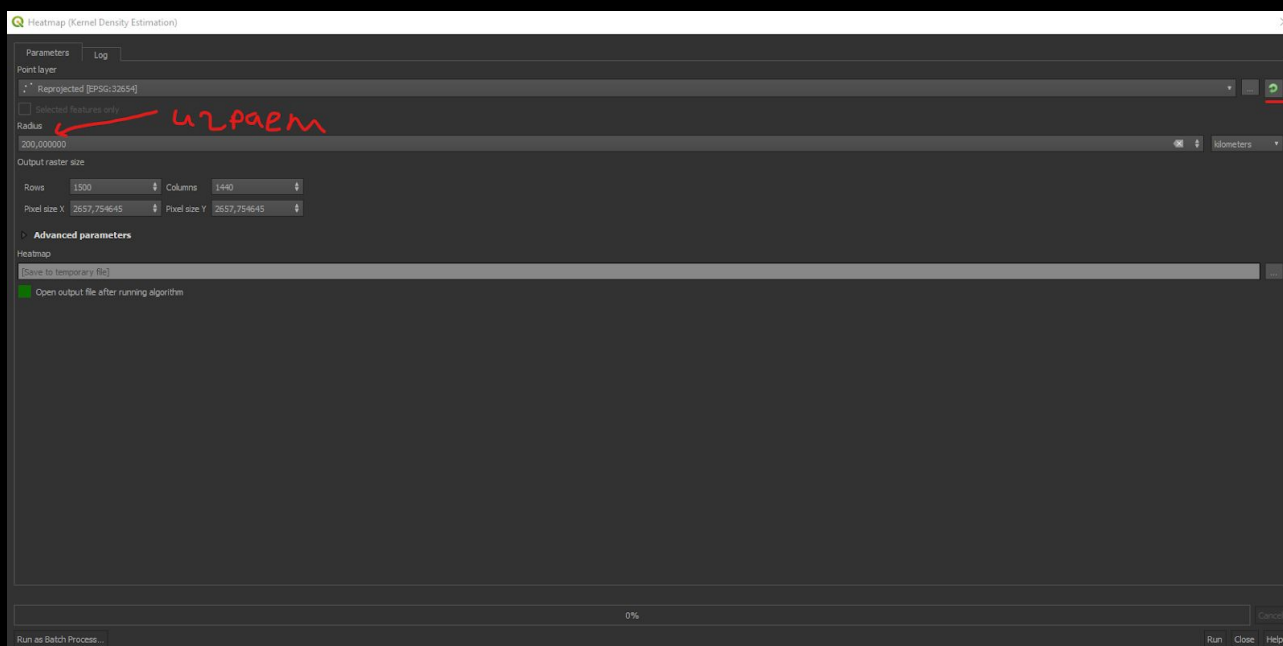 Heatmap (Kernel Density Estimation)
Parameters Log
Point layer
Reprojected [EPSG:32654]
Selected features only
играет
Radius
200,000000 kilometers
Output raster size
Rows 1500 Columns 1440
Pixel size X 2657,754645 Pixel size Y 2657,754645
Advanced parameters
Heatmap
[Save to temporary file]
Open output file after running algorithm
0% Cancel
Run as Batch Process... Run Close Help